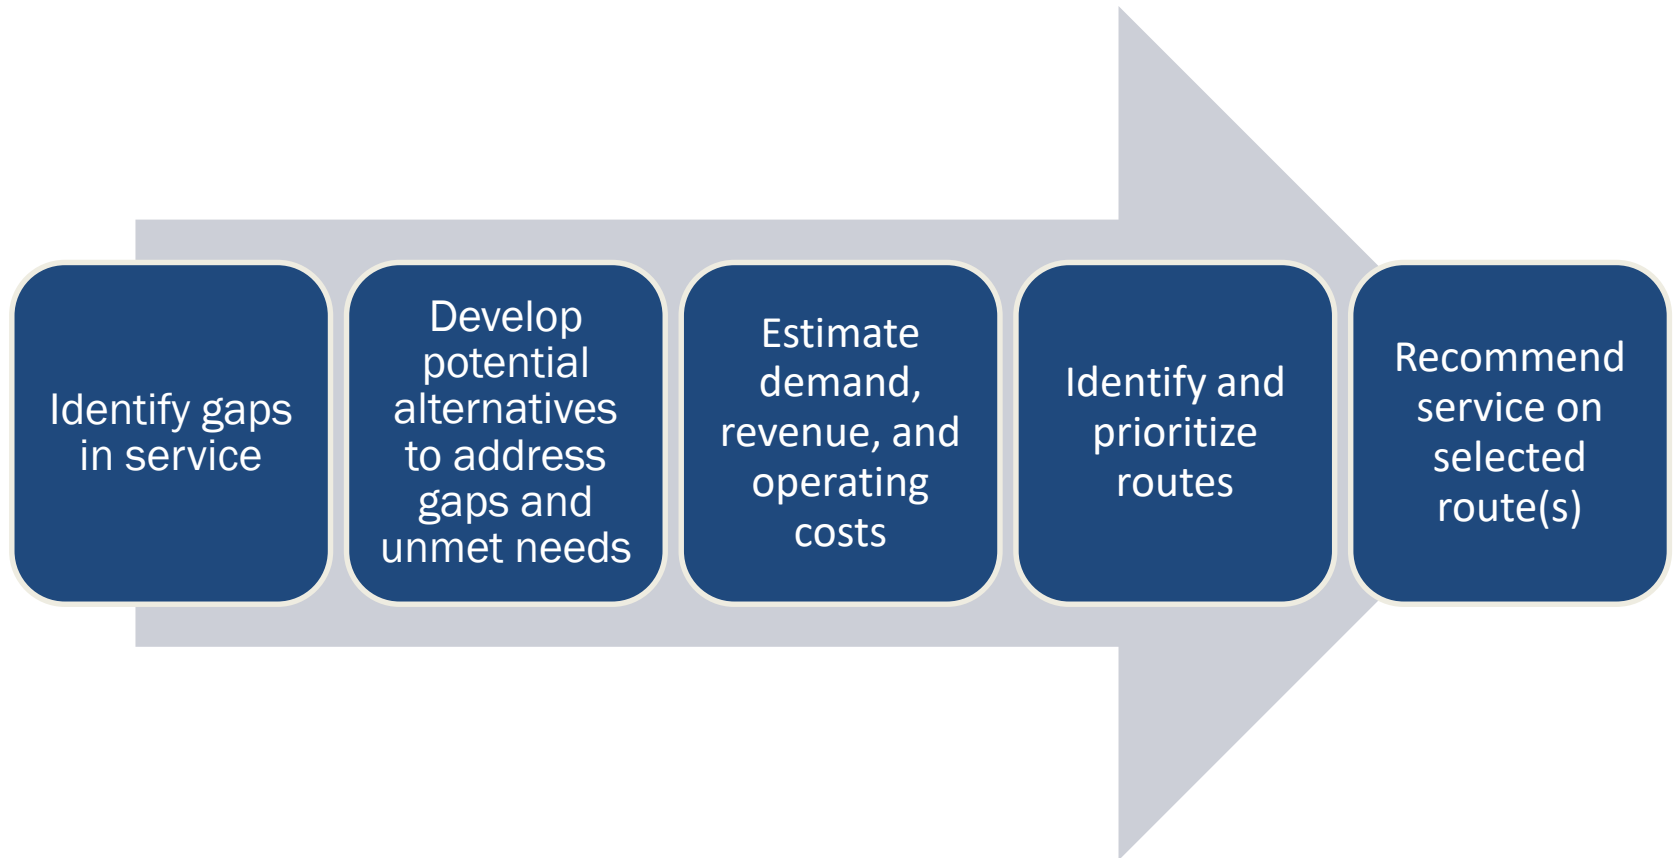 Identify gaps
in service
Develop
potential
alternatives
to address
gaps and
unmet needs
Estimate
demand,
revenue, and
operating
costs
Identify and
prioritize
routes
Recommend
service on
selected
route(s)